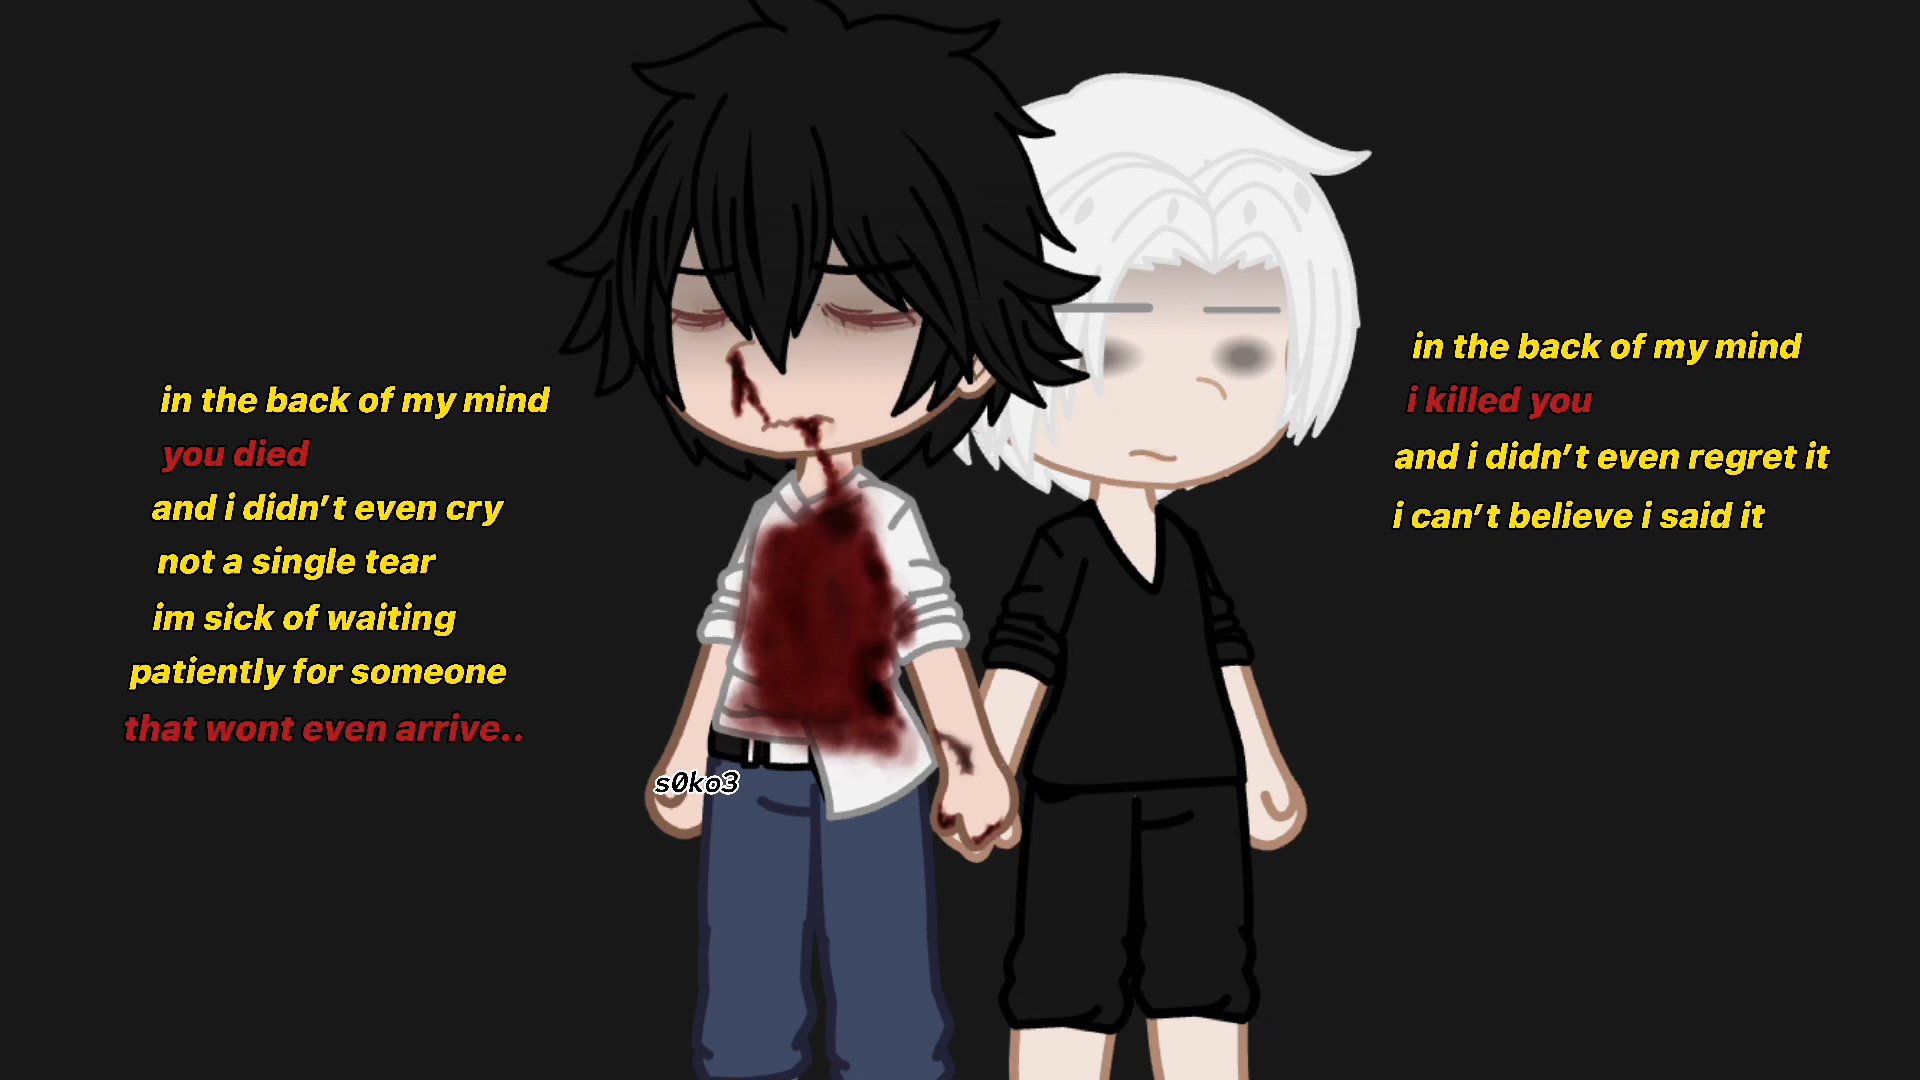 in the back of my mind
you died
and i didn't even cry
not a single tear
im sick of waiting
patiently for someone
that wont even arrive..
s0ko3
in the back of my mind
i killed you
and i didn't even regret it
i can't believe i said it